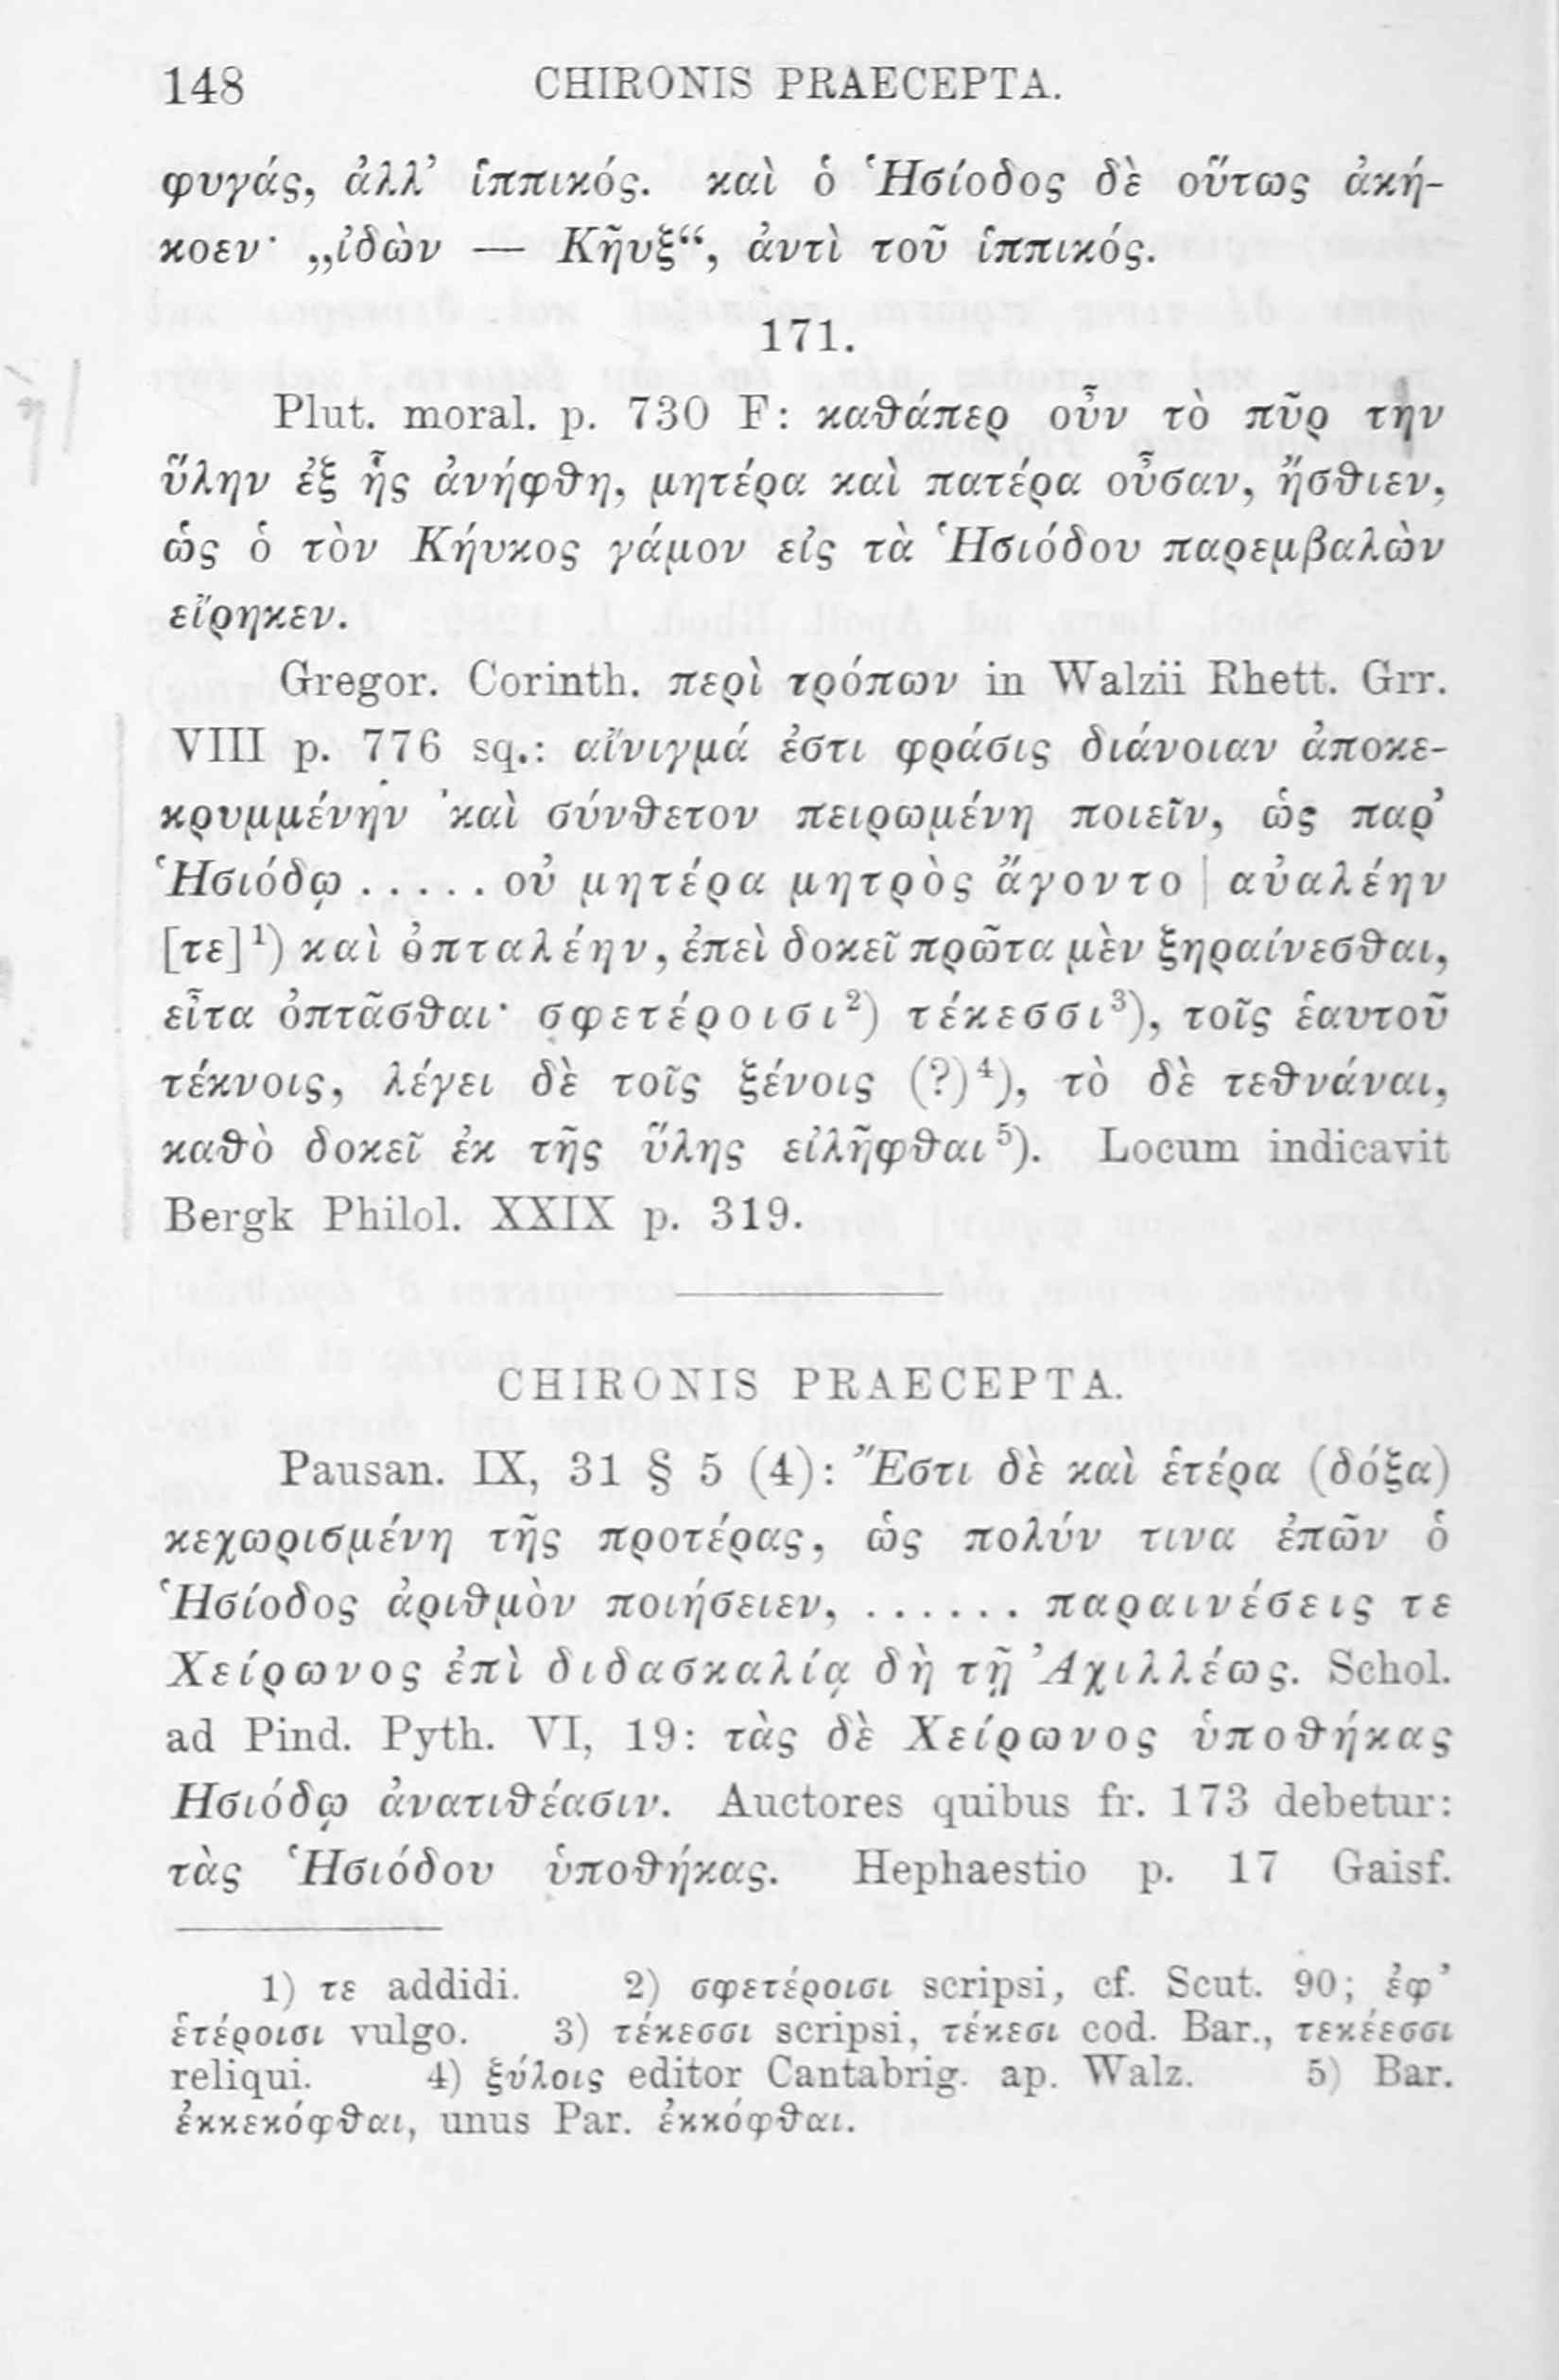 148 CHIRONIS PRAECEPTA.
φυγάς, ἀλλ’ ἱππικός. καὶ ὁ Ἡσίοδος δὲ οὕτως ἀκή-
κοεν· „ἰδὼν — Κῆυξ“, ἀντὶ τοῦ ἱππικός.
171.
Plut. moral. p. 730 F: καθάπερ οὖν τὸ πῦρ τὴν
ὕλην ἐξ ἧς ἀνήφθη, μητέρα καὶ πατέρα οὖσαν, ἤσθιεν,
ὡς ὁ τὸν Κήυκος γάμον εἰς τὰ Ἡσιόδου παρεμβαλὼν
εἴρηκεν.
Gregor. Corinth. περὶ τρόπων in Walzii Rhett. Grr.
VIII p. 776 sq.: αἴνιγμά ἐστι φράσις διάνοιαν ἀποκε-
κρυμμένην καὶ σύνθετον πειρωμένη ποιεῖν, ὡς παρ’
Ἡσιόδῳ ..... οὐ μητέρα μητρὸς ἄγοντο | αὐαλέην
[τε]¹) καὶ ὀπταλέην, ἐπεὶ δοκεῖ πρῶτα μὲν ξηραίνεσθαι,
εἶτα ὀπτᾶσθαι· σφετέροισι²) τέκεσσι³), τοῖς ἑαυτοῦ
τέκνοις, λέγει δὲ τοῖς ξένοις (?)⁴), τὸ δὲ τεθνάναι,
καθὸ δοκεῖ ἐκ τῆς ὕλης εἰλῆφθαι⁵). Locum indicavit
Bergk Philol. XXIX p. 319.
CHIRONIS PRAECEPTA.
Pausan. IX, 31 § 5 (4): Ἔστι δὲ καὶ ἑτέρα (δόξα)
κεχωρισμένη τῆς προτέρας, ὡς πολύν τινα ἐπῶν ὁ
Ἡσίοδος ἀριθμὸν ποιήσειεν, ...... παραινέσεις τε
Χείρωνος ἐπὶ διδασκαλίᾳ δὴ τῇ Ἀχιλλέως. Schol.
ad Pind. Pyth. VI, 19: τὰς δὲ Χείρωνος ὑποθήκας
Ησιόδῳ ἀνατιθέασιν. Auctores quibus fr. 173 debetur:
τὰς Ἡσιόδου ὑποθήκας. Hephaestio p. 17 Gaisf.
1) τε addidi. 2) σφετέροισι scripsi, cf. Scut. 90; ἐφ’
ἑτέροισι vulgo. 3) τέκεσσι scripsi, τέκεσι cod. Bar., τεκέεσσι
reliqui. 4) ξύλοις editor Cantabrig. ap. Walz. 5) Bar.
ἐκκεκόφθαι, unus Par. ἐκκόφθαι.